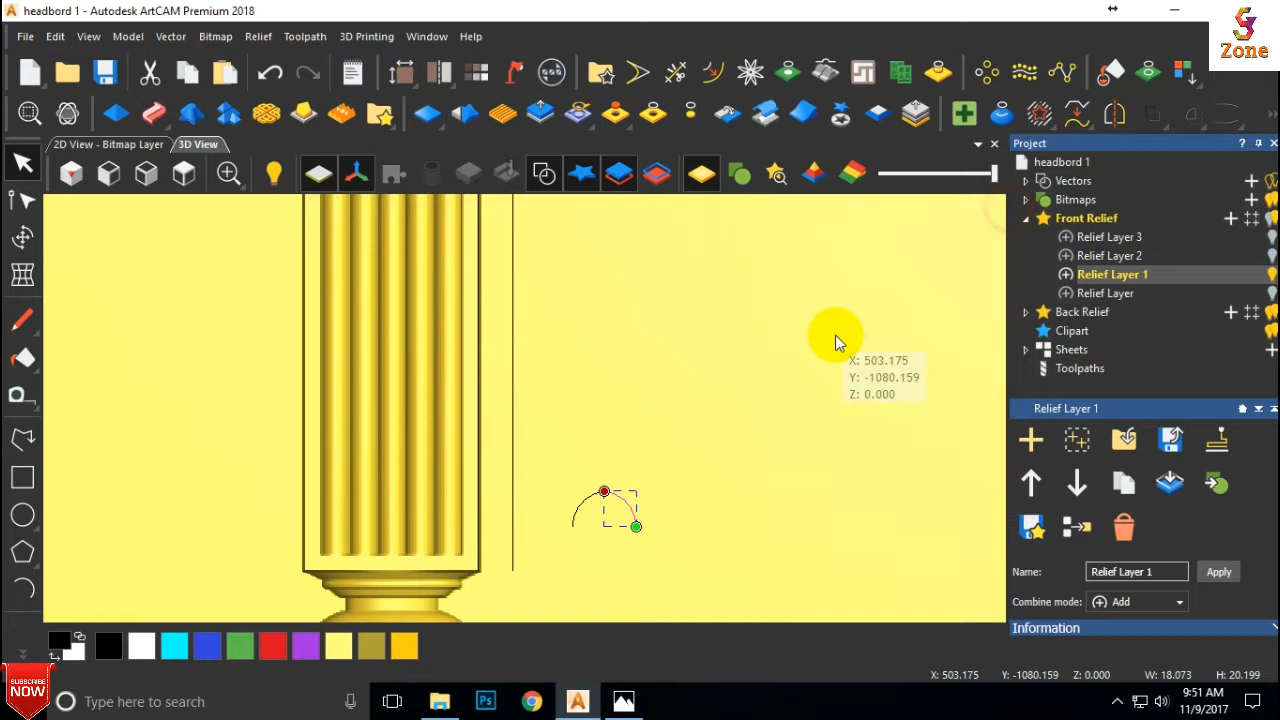 headbord 1 - Autodesk ArtCAM Premium 2018
Zone
File Edit View Model Vector Bitmap Relief Toolpath 3D Printing Window Help
2D View - Bitmap Layer 3D View
Project
headbord 1
Vectors
Bitmaps
Front Relief
Relief Layer 3
Relief Layer 2
Relief Layer 1
Relief Layer
Back Relief
Clipart
Sheets
Toolpaths
X: 503.175
Y: -1080.159
Z: 0.000
Relief Layer 1
Name: Relief Layer 1 Apply
Combine mode: Add
Information
X: 503.175 Y: -1080.159 Z: 0.000 W: 18.073 H: 20.199
SUBSCRIBE
NOW
Type here to search
9:51 AM
11/9/2017